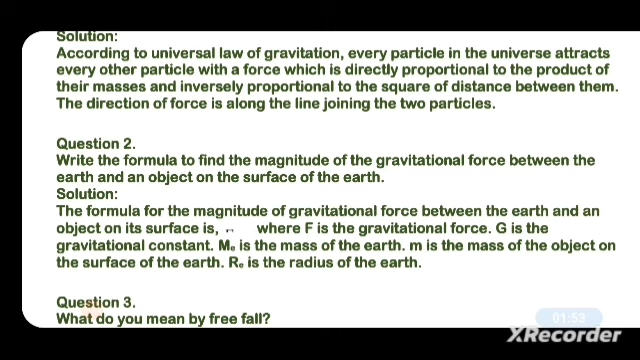 Solution:
According to universal law of gravitation, every particle in the universe attracts
every other particle with a force which is directly proportional to the product of
their masses and inversely proportional to the square of distance between them.
The direction of force is along the line joining the two particles.
Question 2.
Write the formula to find the magnitude of the gravitational force between the
earth and an object on the surface of the earth.
Solution:
The formula for the magnitude of gravitational force between the earth and an
object on its surface is, where F is the gravitational force. G is the
gravitational constant. Mₑ is the mass of the earth. m is the mass of the object on
the surface of the earth. Rₑ is the radius of the earth.
Question 3.
What do you mean by free fall?
01:53
XRecorder